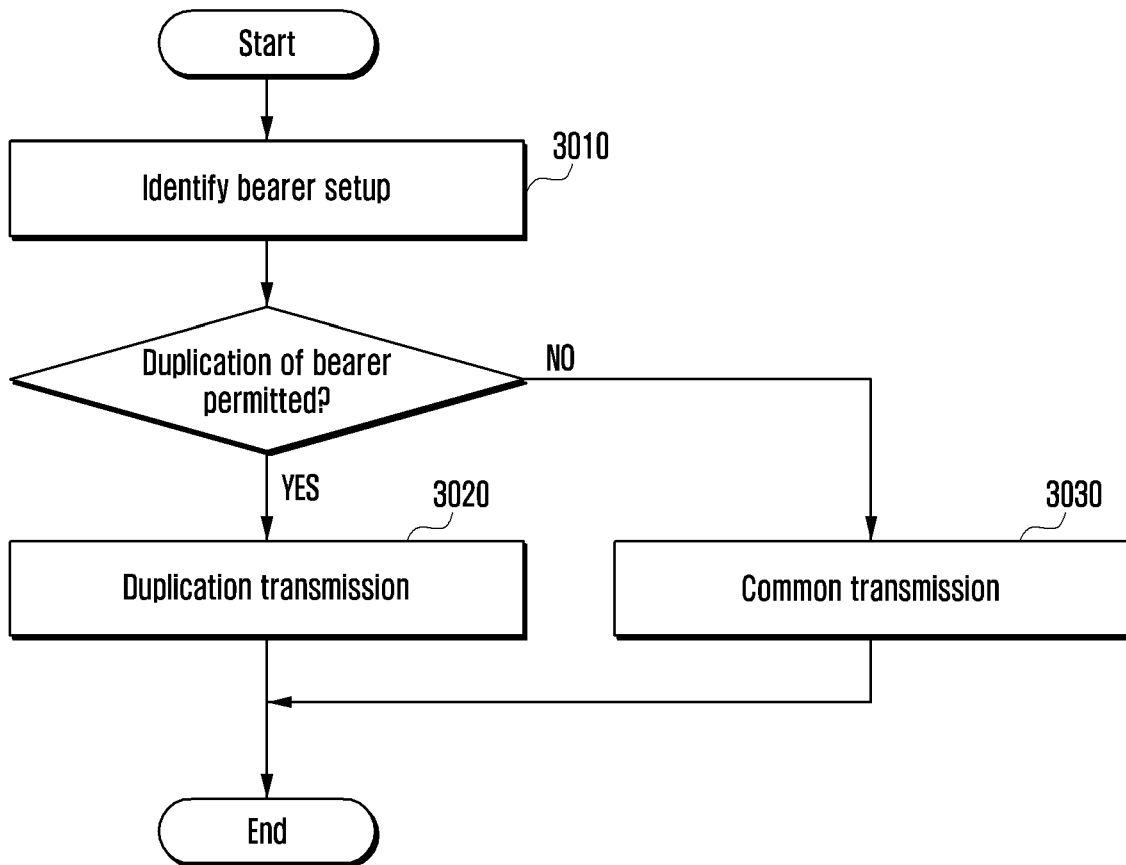 Start
3010
Identify bearer setup
Duplication of bearer
permitted?
NO
YES
3020
3030
Duplication transmission
Common transmission
End